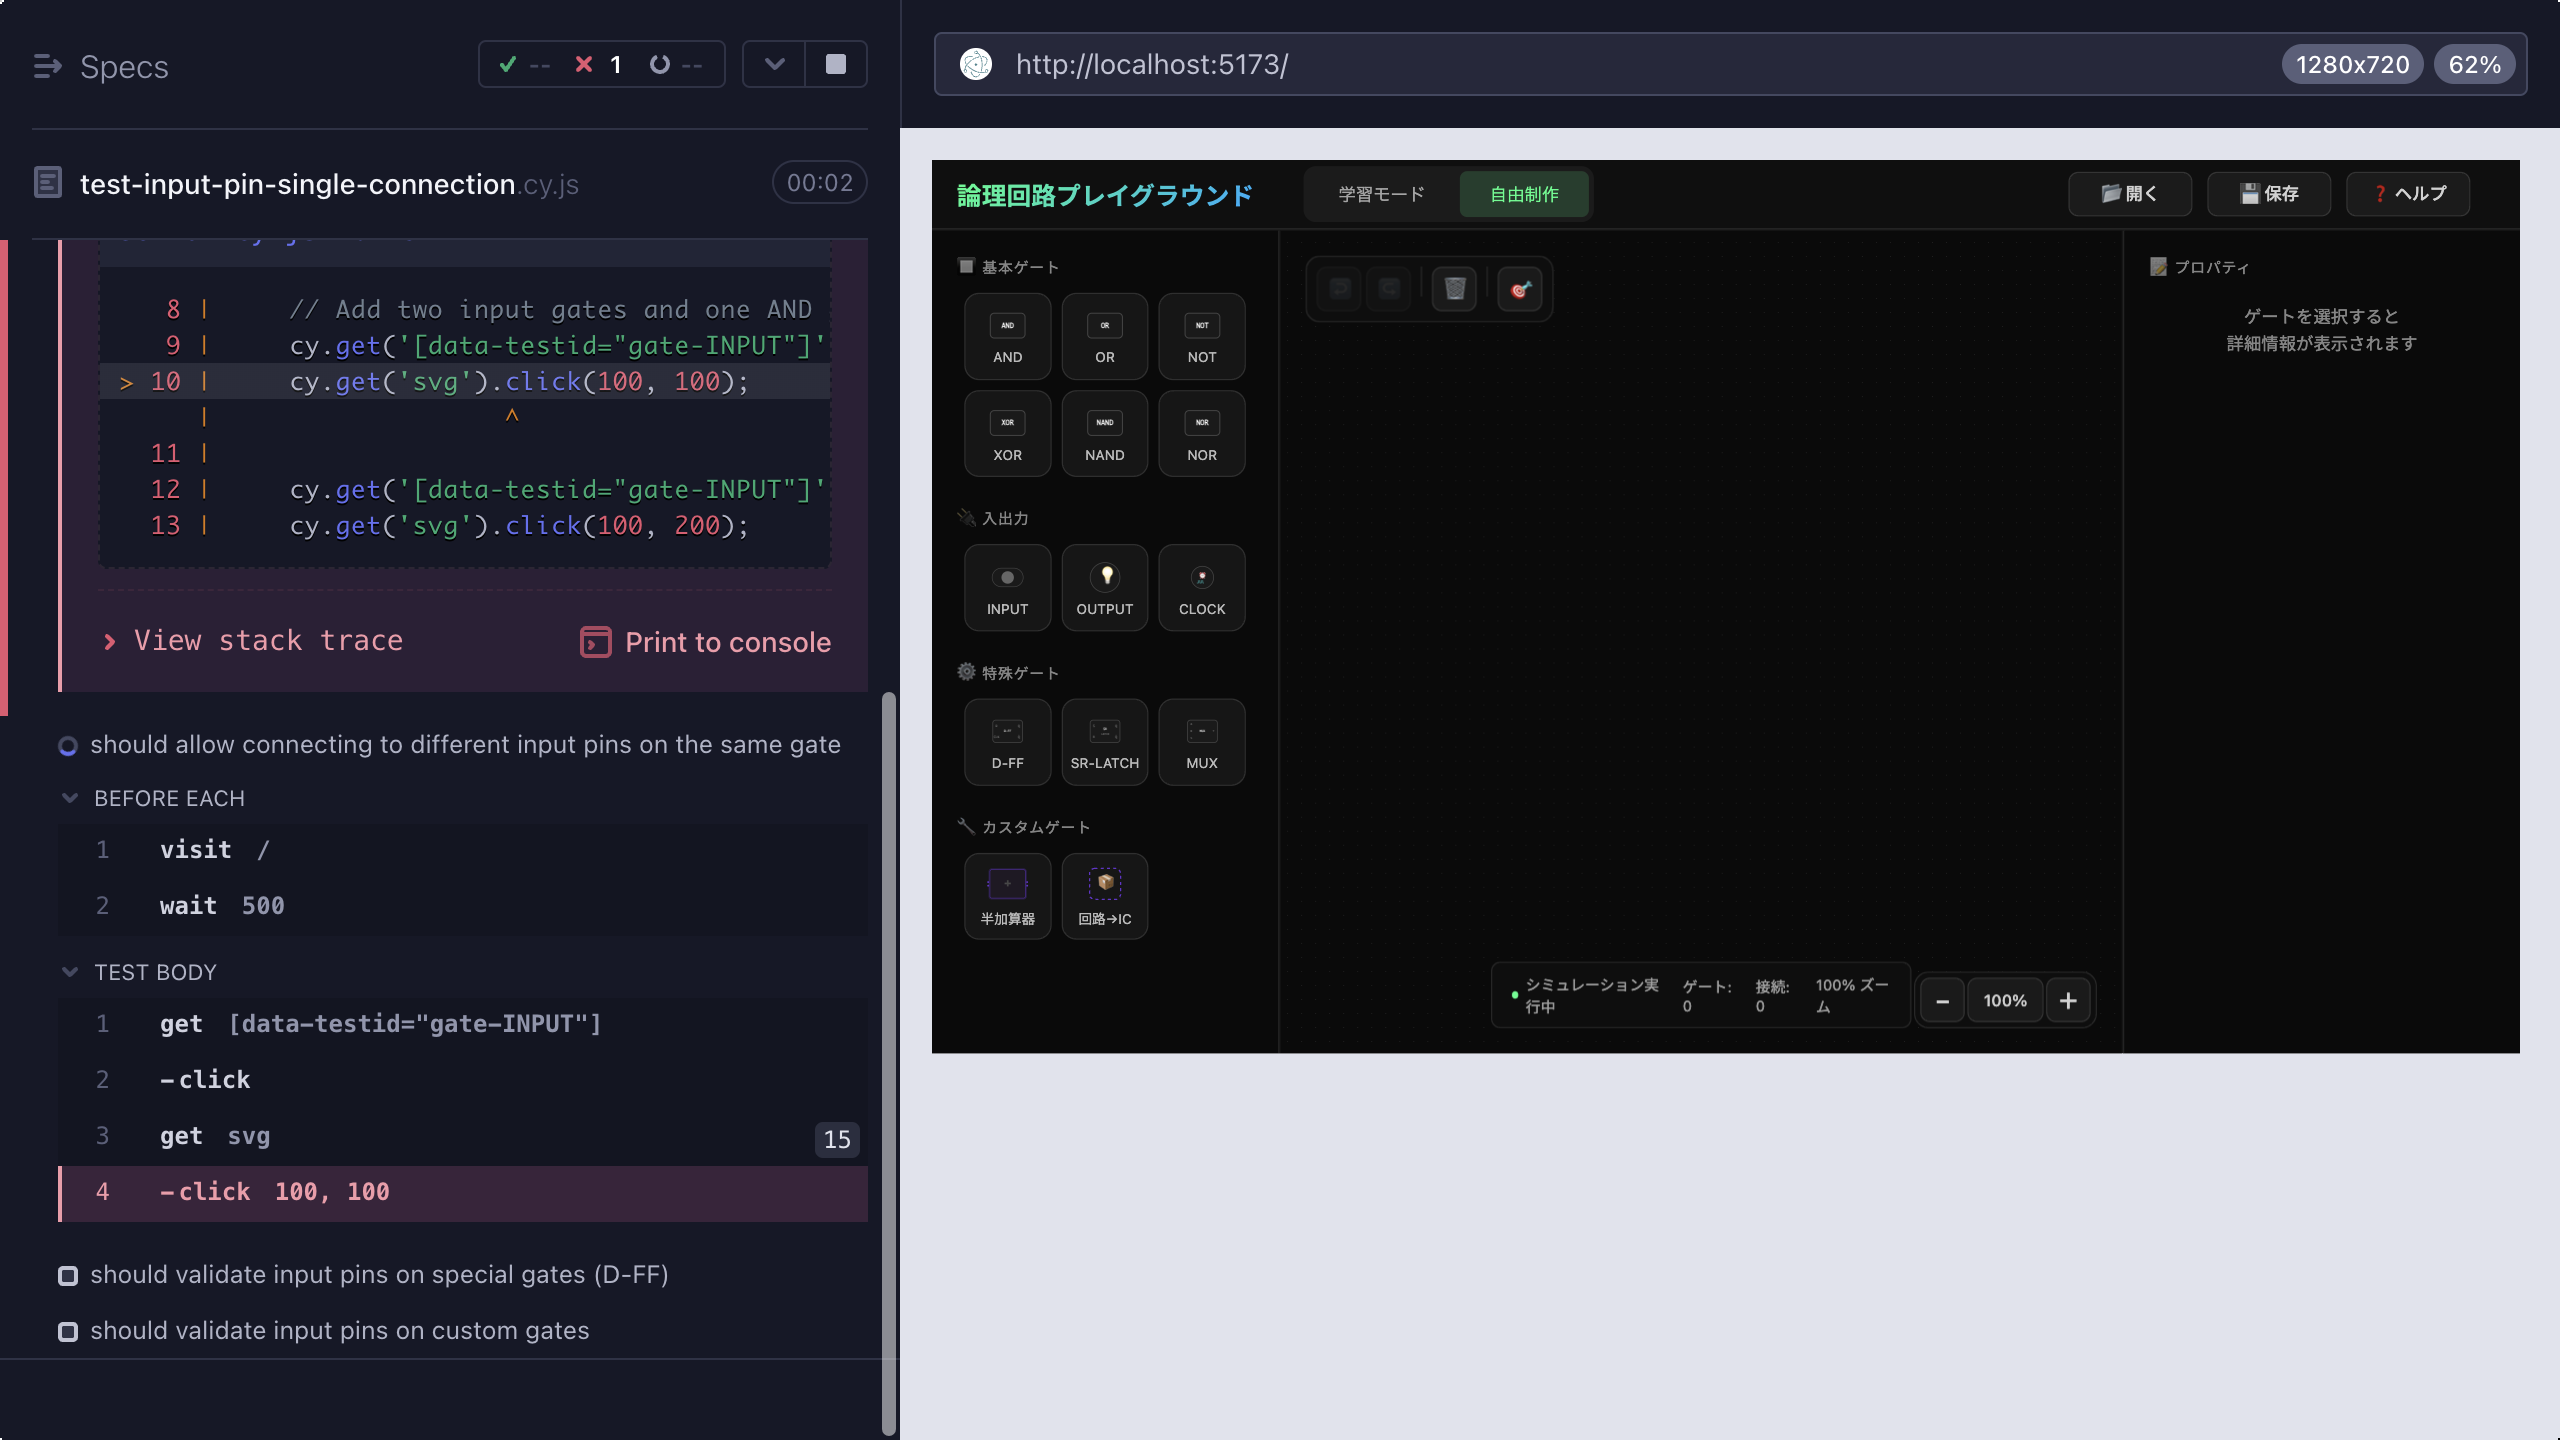 Specs
-- 1 --
test-input-pin-single-connection.cy.js
00:02
8 | // Add two input gates and one AND
9 | cy.get('[data-testid="gate-INPUT"]'
> 10 | cy.get('svg').click(100, 100);
| ^
11 |
12 | cy.get('[data-testid="gate-INPUT"]'
13 | cy.get('svg').click(100, 200);
View stack trace
Print to console
should allow connecting to different input pins on the same gate
BEFORE EACH
1 visit /
2 wait 500
TEST BODY
1 get [data-testid="gate-INPUT"]
2 -click
3 get svg 15
4 -click 100, 100
should validate input pins on special gates (D-FF)
should validate input pins on custom gates
http://localhost:5173/
1280x720
62%
論理回路プレイグラウンド
学習モード
自由制作
開く
保存
ヘルプ
基本ゲート
AND
OR
NOT
AND
OR
NOT
XOR
NAND
NOR
XOR
NAND
NOR
入出力
INPUT
OUTPUT
CLOCK
特殊ゲート
D-FF
SR-LATCH
MUX
カスタムゲート
半加算器
回路→IC
シミュレーション実
行中
ゲート:
0
接続:
0
100% ズー
ム
−
100%
+
プロパティ
ゲートを選択すると
詳細情報が表示されます